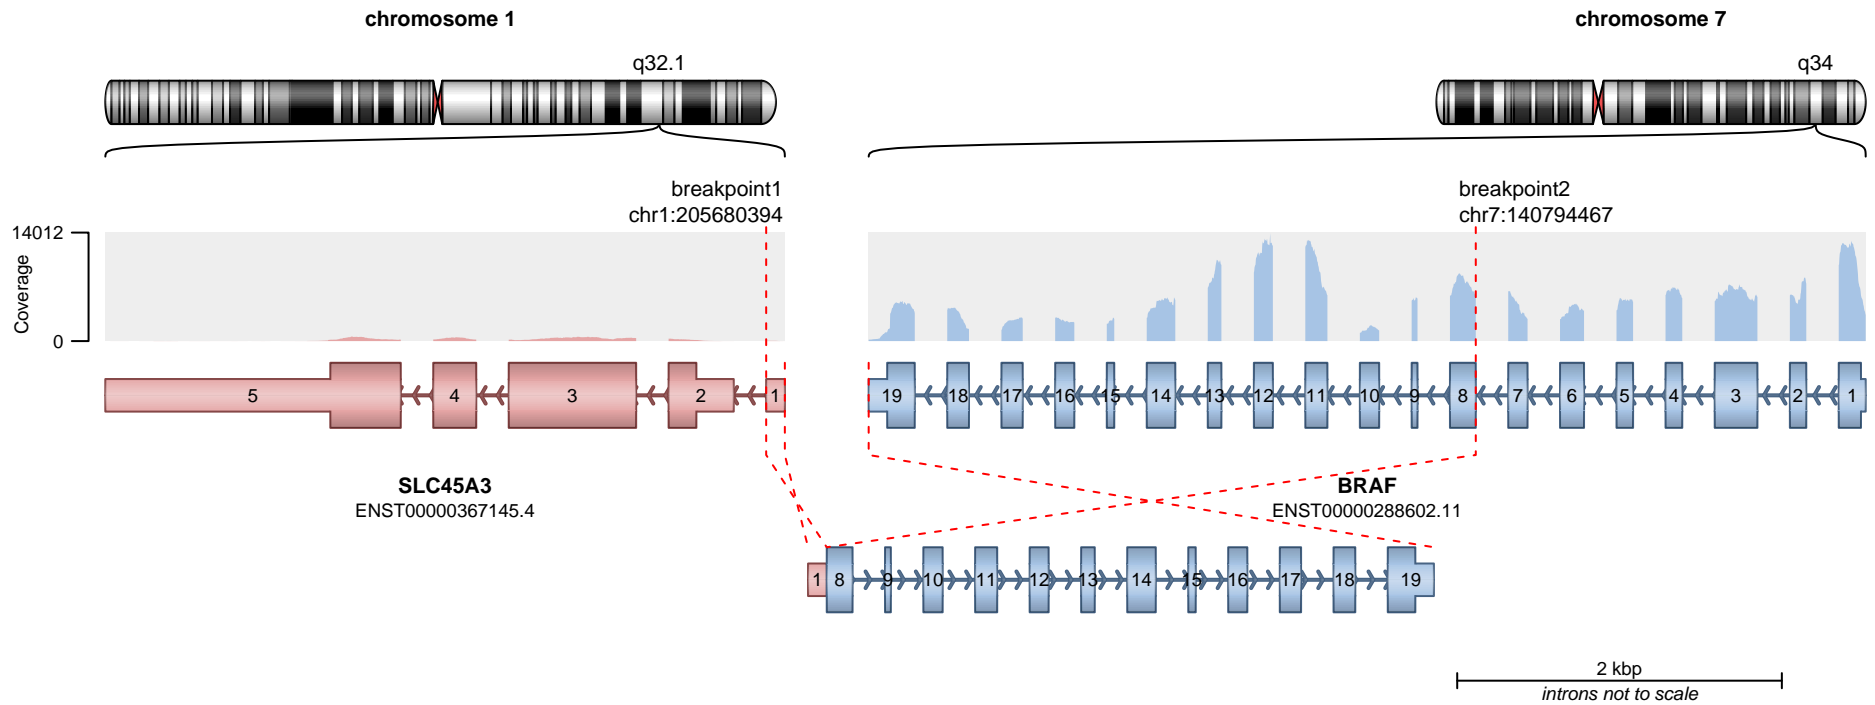 chromosome 1
chromosome 7
q32.1
q34
breakpoint1
chr1:205680394
breakpoint2
chr7:140794467
14012
Coverage
0
5 4 3 2 1
19 18 17 16 15 14 13 12 11 10 9 8 7 6 5 4 3 2 1
SLC45A3
ENST00000367145.4
BRAF
ENST00000288602.11
1 8 9 10 11 12 13 14 15 16 17 18 19
2 kbp
introns not to scale